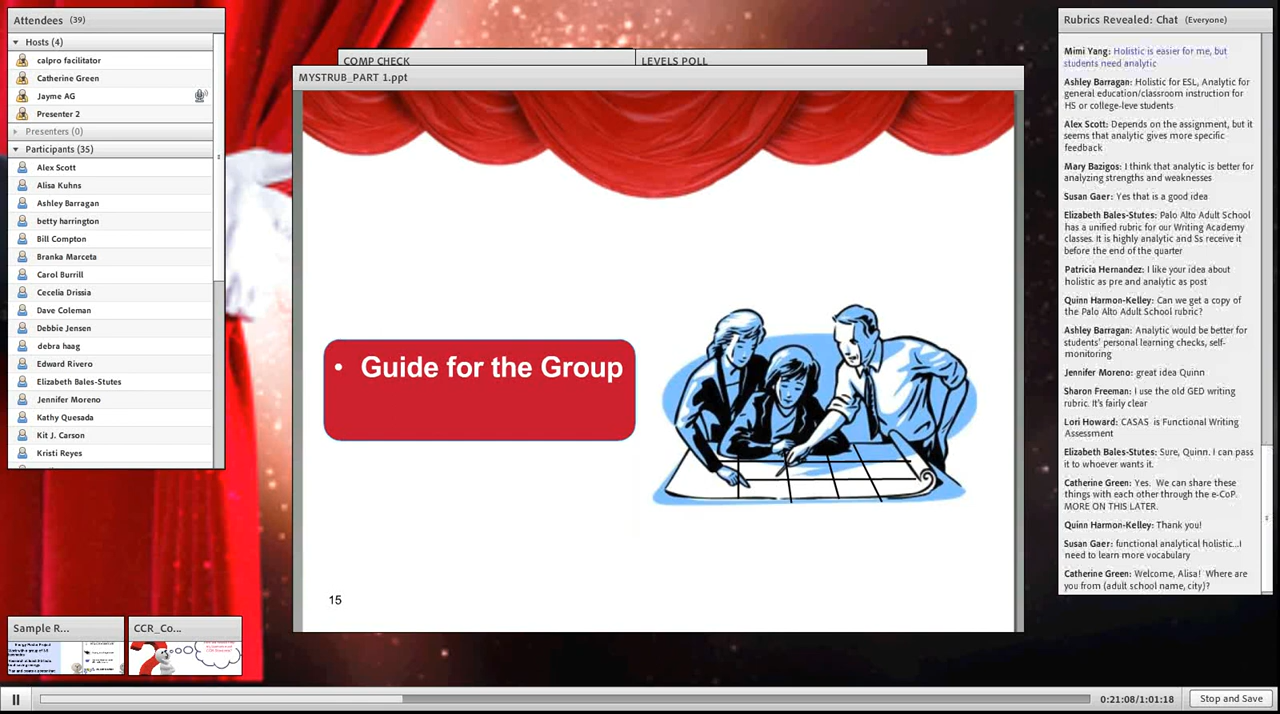 Attendees (39)
Hosts (4)
calpro facilitator
Catherine Green
Jayme AG
Presenter 2
Presenters (0)
Participants (35)
Alex Scott
Alisa Kuhns
Ashley Barragan
betty harrington
Bill Compton
Branka Marceta
Carol Burrill
Cecelia Drissia
Dave Coleman
Debbie Jensen
debra haag
Edward Rivero
Elizabeth Bales-Stutes
Jennifer Moreno
Kathy Quesada
Kit J. Carson
Kristi Reyes
COMP CHECK
LEVELS POLL
MYSTRUB_PART 1.ppt
• Guide for the Group
15
Rubrics Revealed: Chat (Everyone)
Mimi Yang: Holistic is easier for me, but
students need analytic
Ashley Barragan: Holistic for ESL, Analytic for
general education/classroom instruction for
HS or college-leve students
Alex Scott: Depends on the assignment, but it
seems that analytic gives more specific
feedback
Mary Bazigos: I think that analytic is better for
analyzing strengths and weaknesses
Susan Gaer: Yes that is a good idea
Elizabeth Bales-Stutes: Palo Alto Adult School
has a unified rubric for our Writing Academy
classes. It is highly analytic and Ss receive it
before the end of the quarter
Patricia Hernandez: I like your idea about
holistic as pre and analytic as post
Quinn Harmon-Kelley: Can we get a copy of
the Palo Alto Adult School rubric?
Ashley Barragan: Analytic would be better for
students' personal learning checks, self-
monitoring
Jennifer Moreno: great idea Quinn
Sharon Freeman: I use the old GED writing
rubric. It's fairly clear
Lori Howard: CASAS is Functional Writing
Assessment
Elizabeth Bales-Stutes: Sure, Quinn. I can pass
it to whoever wants it.
Catherine Green: Yes. We can share these
things with each other through the e-CoP.
MORE ON THIS LATER.
Quinn Harmon-Kelley: Thank you!
Susan Gaer: functional analytical holistic...I
need to learn more vocabulary
Catherine Green: Welcome, Alisa! Where are
you from (adult school name, city)?
Sample R...
CCR_Co...
0:21:08/1:01:18
Stop and Save